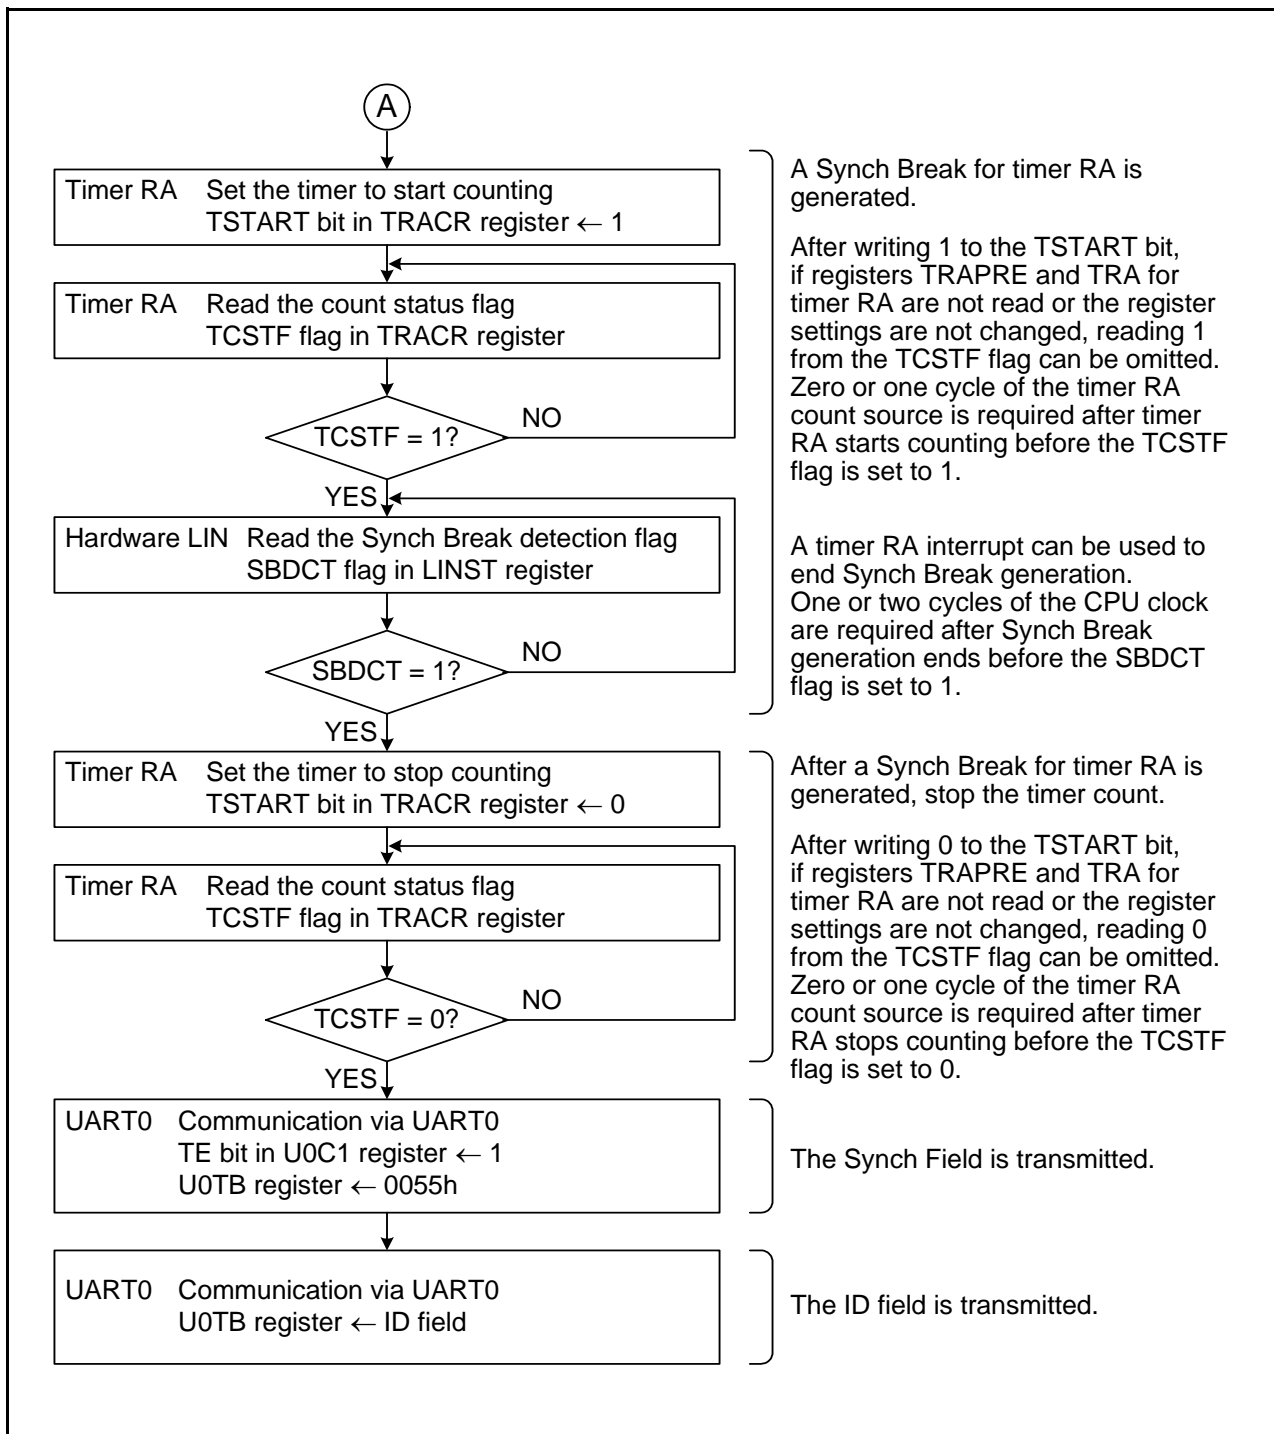 A
Timer RA Set the timer to start counting
TSTART bit in TRACR register ← 1
Timer RA Read the count status flag
TCSTF flag in TRACR register
TCSTF = 1?
NO
YES
Hardware LIN Read the Synch Break detection flag
SBDCT flag in LINST register
SBDCT = 1?
NO
YES
A Synch Break for timer RA is
generated.
After writing 1 to the TSTART bit,
if registers TRAPRE and TRA for
timer RA are not read or the register
settings are not changed, reading 1
from the TCSTF flag can be omitted.
Zero or one cycle of the timer RA
count source is required after timer
RA starts counting before the TCSTF
flag is set to 1.
A timer RA interrupt can be used to
end Synch Break generation.
One or two cycles of the CPU clock
are required after Synch Break
generation ends before the SBDCT
flag is set to 1.
Timer RA Set the timer to stop counting
TSTART bit in TRACR register ← 0
Timer RA Read the count status flag
TCSTF flag in TRACR register
TCSTF = 0?
NO
YES
After a Synch Break for timer RA is
generated, stop the timer count.
After writing 0 to the TSTART bit,
if registers TRAPRE and TRA for
timer RA are not read or the register
settings are not changed, reading 0
from the TCSTF flag can be omitted.
Zero or one cycle of the timer RA
count source is required after timer
RA stops counting before the TCSTF
flag is set to 0.
UART0 Communication via UART0
TE bit in U0C1 register ← 1
U0TB register ← 0055h
The Synch Field is transmitted.
UART0 Communication via UART0
U0TB register ← ID field
The ID field is transmitted.